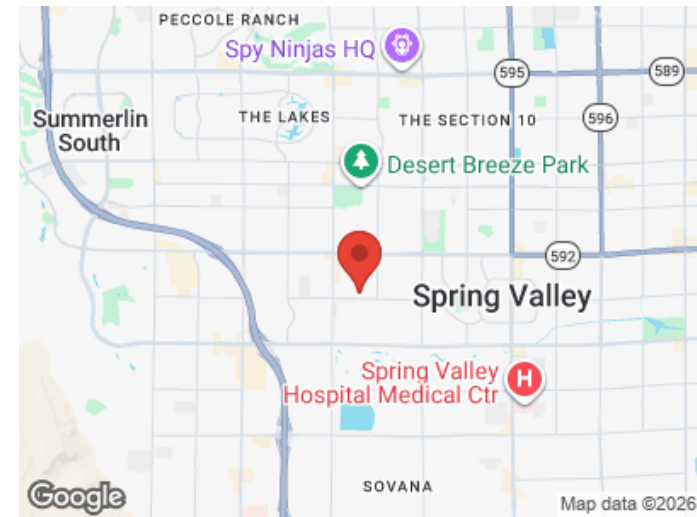 PECCOLE RANCH
Spy Ninjas HQ
595
589
Summerlin
South
THE LAKES
THE SECTION 10
596
Desert Breeze Park
592
Spring Valley
Spring Valley
Hospital Medical Ctr
H
SOVANA
Google
Map data ©2026